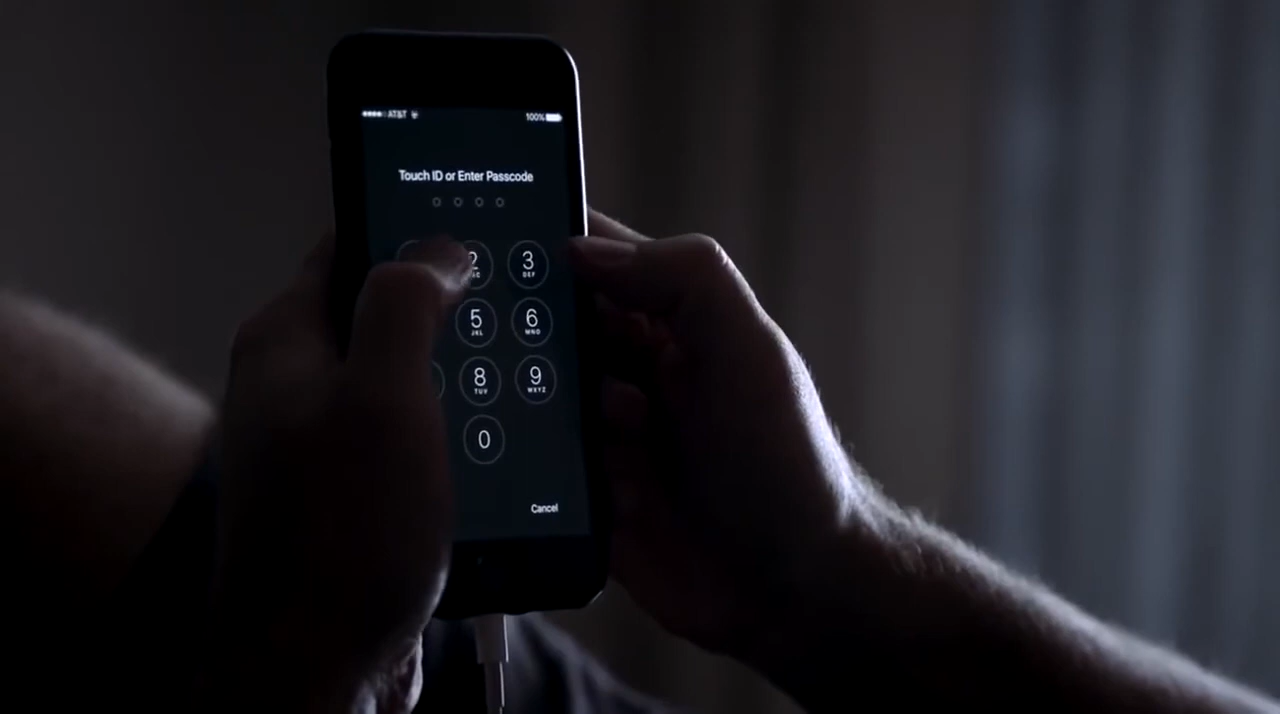 AT&T 100%
Touch ID or Enter Passcode
2 3
DEF
5 6
JKL MNO
8 9
TUV WXYZ
0
Cancel